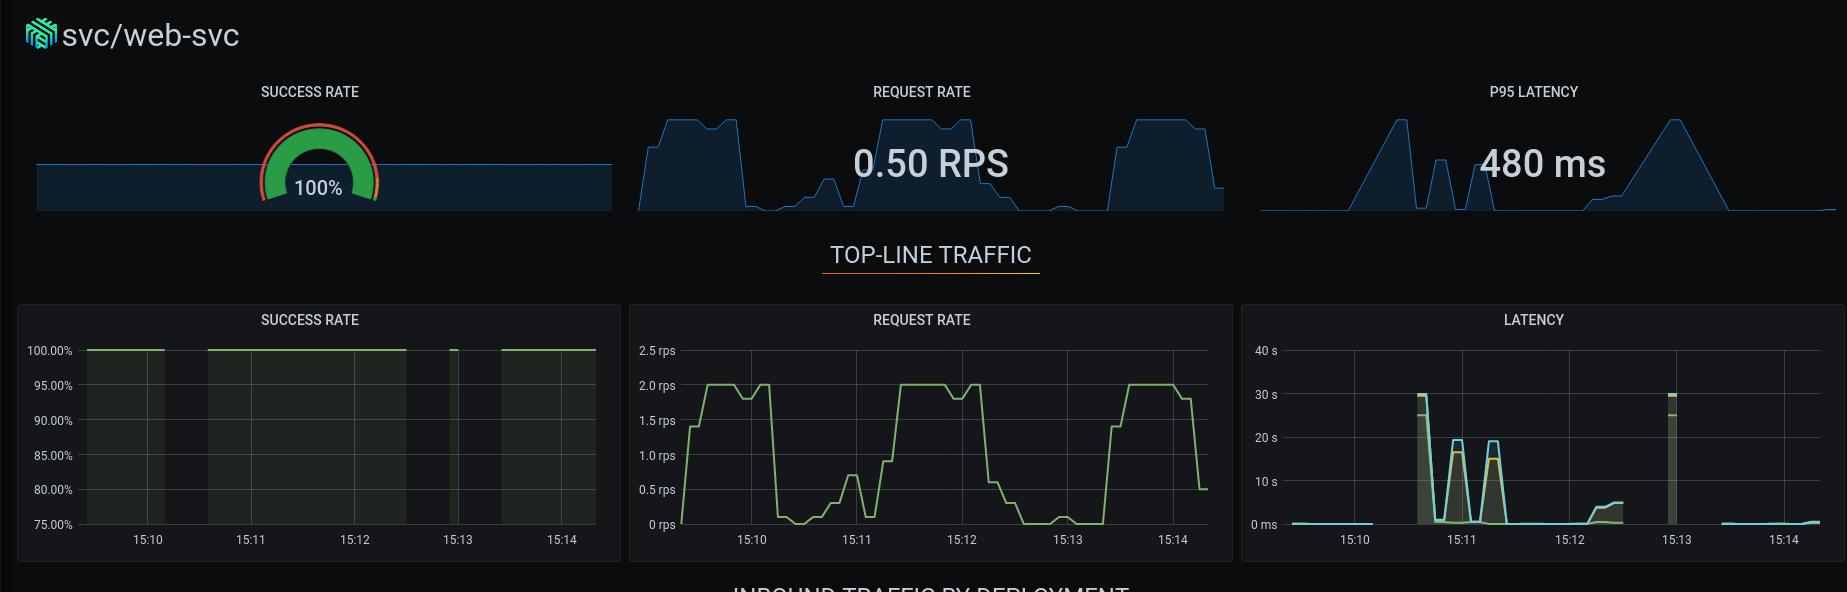 svc/web-svc
SUCCESS RATE
100%
REQUEST RATE
0.50 RPS
P95 LATENCY
480 ms
TOP-LINE TRAFFIC
SUCCESS RATE
100.00%
95.00%
90.00%
85.00%
80.00%
75.00%
15:10 15:11 15:12 15:13 15:14
REQUEST RATE
2.5 rps
2.0 rps
1.5 rps
1.0 rps
0.5 rps
0 rps
15:10 15:11 15:12 15:13 15:14
LATENCY
40 s
30 s
20 s
10 s
0 ms
15:10 15:11 15:12 15:13 15:14
INBOUND TRAFFIC BY DEPLOYMENT